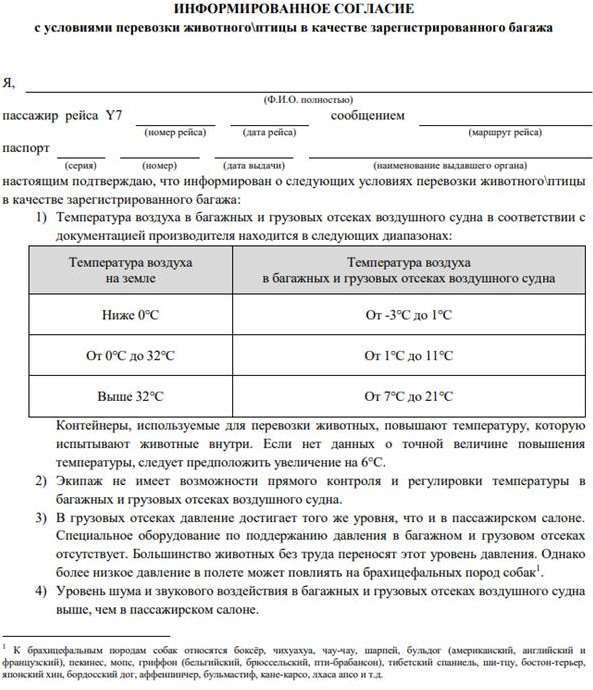 ИНФОРМИРОВАННОЕ СОГЛАСИЕ
с условиями перевозки животного\птицы в качестве зарегистрированного багажа
Я,
(Ф.И.О. полностью)
пассажир рейса Y7 сообщением
(номер рейса) (дата рейса) (маршрут рейса)
паспорт
(серия) (номер) (дата выдачи) (наименование выдавшего органа)
настоящим подтверждаю, что информирован о следующих условиях перевозки животного\птицы
в качестве зарегистрированного багажа:
1) Температура воздуха в багажных и грузовых отсеках воздушного судна в соответствии с
документацией производителя находится в следующих диапазонах:
Температура воздуха Температура воздуха
на земле в багажных и грузовых отсеках воздушного судна
Ниже 0℃ От -3℃ до 1℃
От 0℃ до 32℃ От 1℃ до 11℃
Выше 32℃ От 7℃ до 21℃
Контейнеры, используемые для перевозки животных, повышают температуру, которую
испытывают животные внутри. Если нет данных о точной величине повышения
температуры, следует предположить увеличение на 6°С.
2) Экипаж не имеет возможности прямого контроля и регулировки температуры в
багажных и грузовых отсеках воздушного судна.
3) В грузовых отсеках давление достигает того же уровня, что и в пассажирском салоне.
Специальное оборудование по поддержанию давления в багажном и грузовом отсеках
отсутствует. Большинство животных без труда переносят этот уровень давления. Однако
более низкое давление в полете может повлиять на брахицефальных пород собак¹.
4) Уровень шума и звукового воздействия в багажных и грузовых отсеках воздушного судна
выше, чем в пассажирском салоне.
¹ К брахицефальным породам собак относятся боксёр, чихуахуа, чау-чау, шарпей, бульдог (американский, английский и
французский), пекинес, мопс, гриффон (бельгийский, брюссельский, пти-брабансон), тибетский спаниель, ши-тцу, бостон-терьер,
японский хин, бордосский дог, аффенпинчер, бульмастиф, кане-карсо, лхаса апсо и т.д.